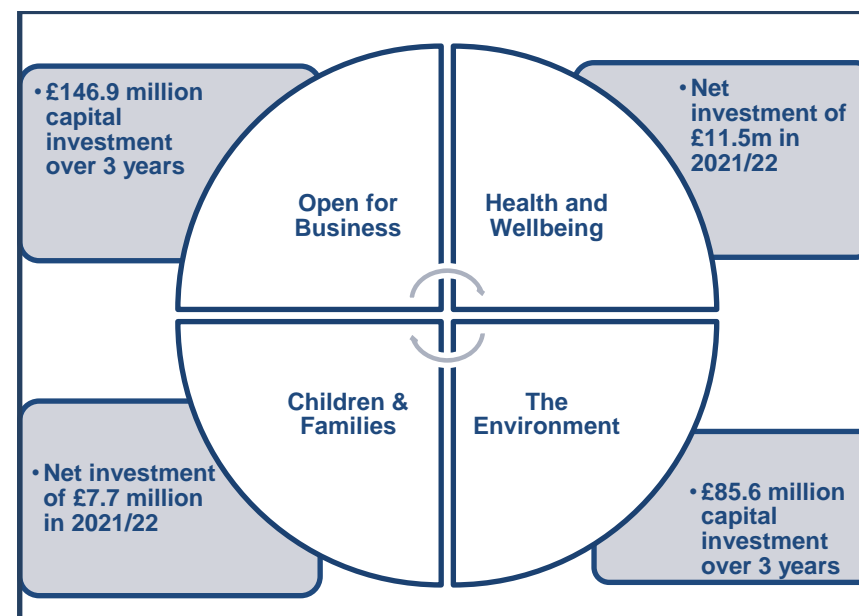 • £146.9 million
capital
investment
over 3 years
• Net
investment of
£11.5m in
2021/22
Open for
Business
Health and
Wellbeing
Children &
Families
The
Environment
• Net investment
of £7.7 million
in 2021/22
• £85.6 million
capital
investment
over 3 years